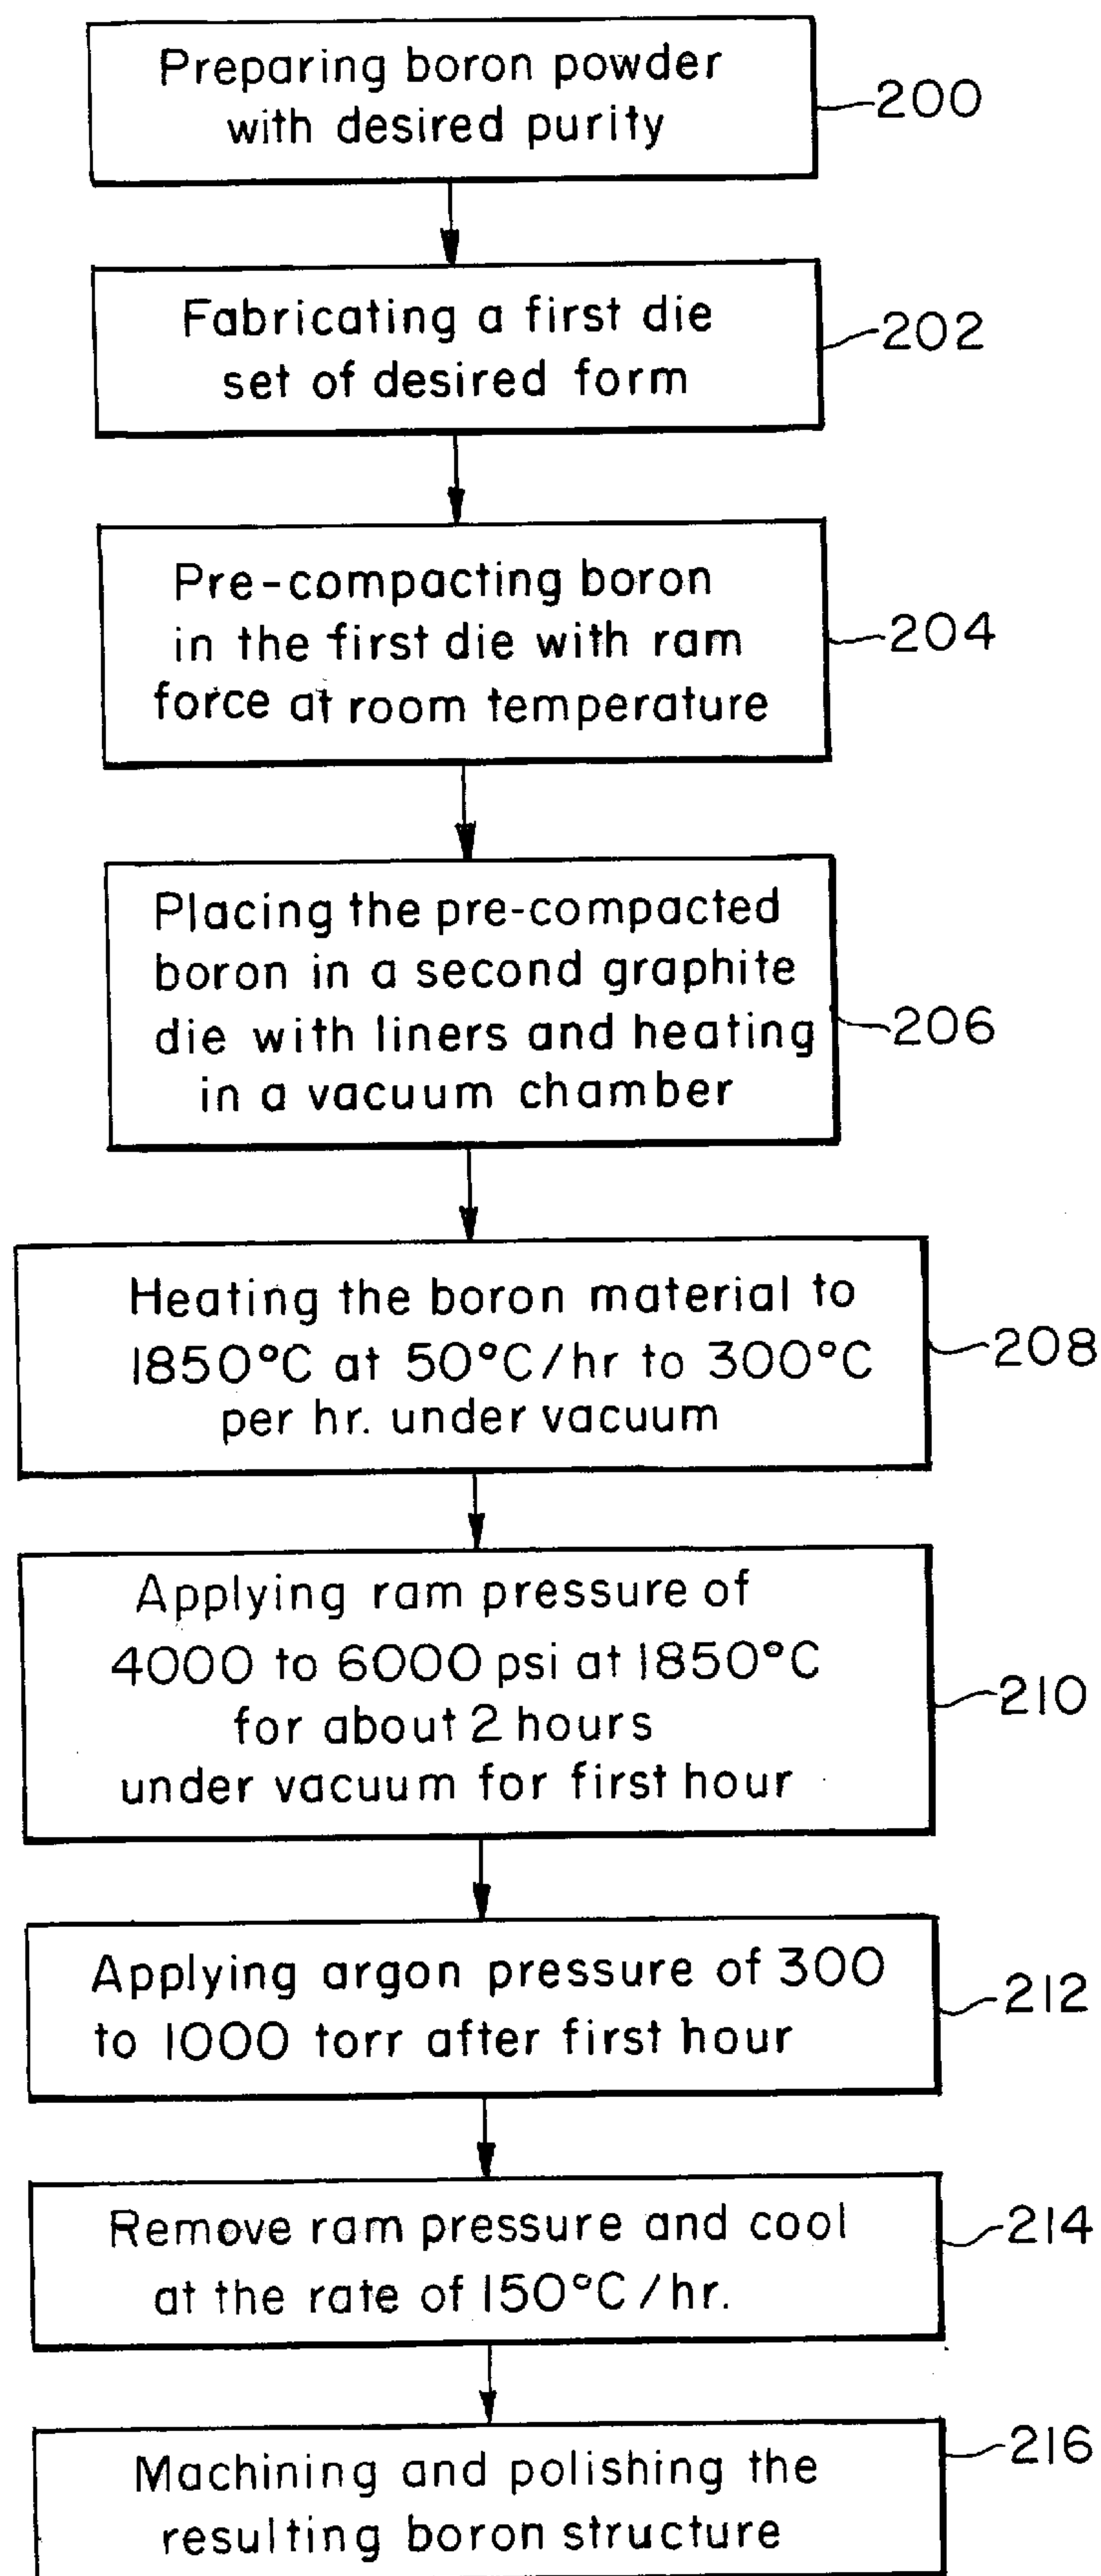 Preparing boron powder
with desired purity
200
Fabricating a first die
set of desired form
202
Pre-compacting boron
in the first die with ram
force at room temperature
204
Placing the pre-compacted
boron in a second graphite
die with liners and heating
in a vacuum chamber
206
Heating the boron material to
1850°C at 50°C/hr to 300°C
per hr. under vacuum
208
Applying ram pressure of
4000 to 6000 psi at 1850°C
for about 2 hours
under vacuum for first hour
210
Applying argon pressure of 300
to 1000 torr after first hour
212
Remove ram pressure and cool
at the rate of 150°C/hr.
214
Machining and polishing the
resulting boron structure
216